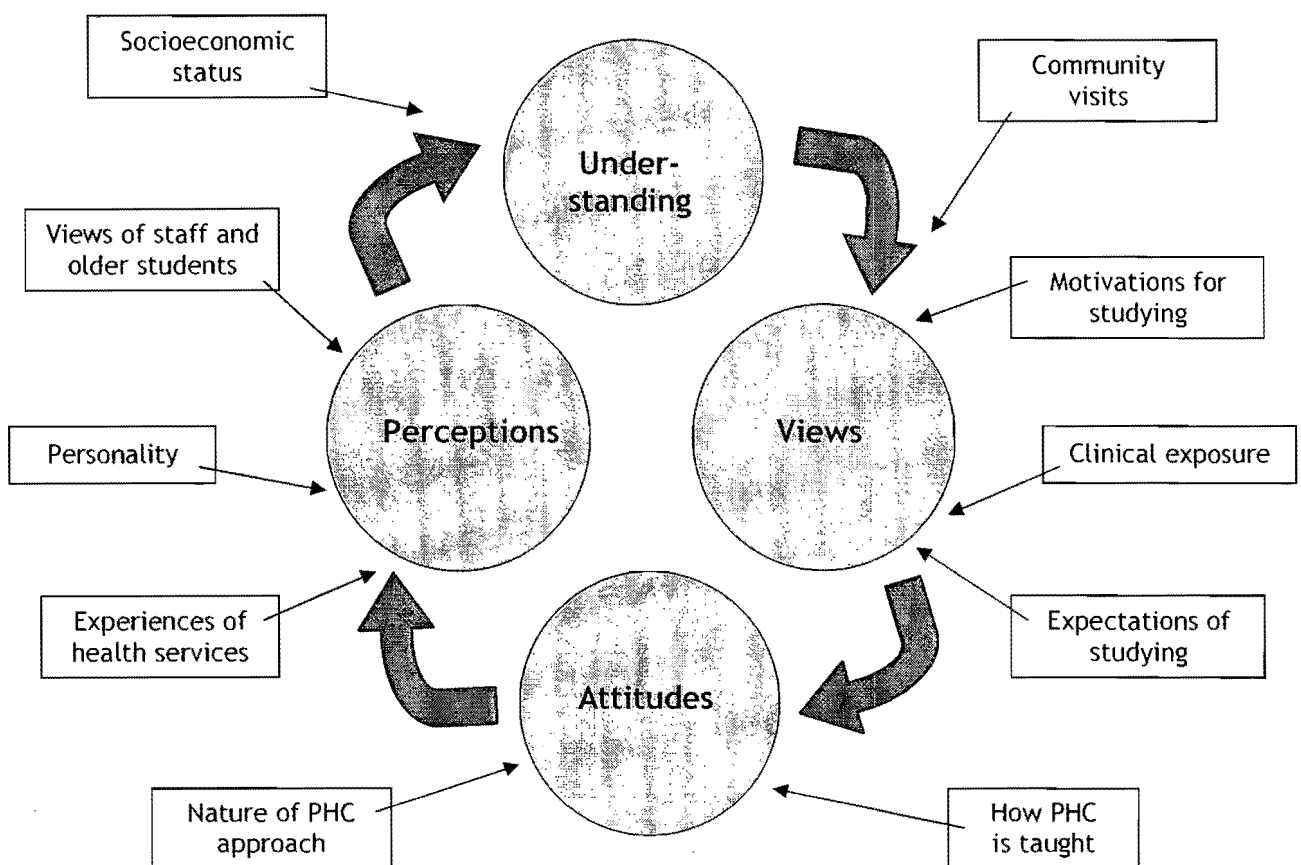 Socioeconomic
status
Community
visits
Under-
standing
Views of staff and
older students
Motivations for
studying
Perceptions
Views
Personality
Clinical exposure
Experiences of
health services
Expectations of
studying
Attitudes
Nature of PHC
approach
How PHC
is taught